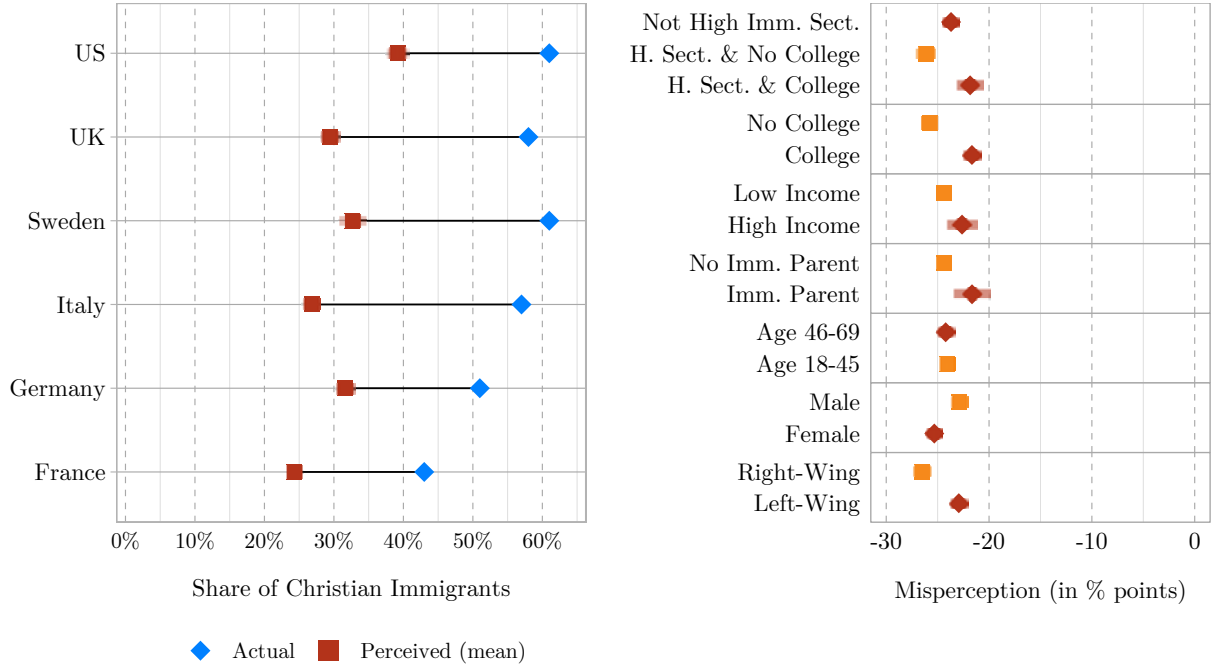 US
UK
Sweden
Italy
Germany
France
0% 10% 20% 30% 40% 50% 60%
Share of Christian Immigrants
Actual Perceived (mean)
Not High Imm. Sect.
H. Sect. & No College
H. Sect. & College
No College
College
Low Income
High Income
No Imm. Parent
Imm. Parent
Age 46-69
Age 18-45
Male
Female
Right-Wing
Left-Wing
-30 -20 -10 0
Misperception (in % points)